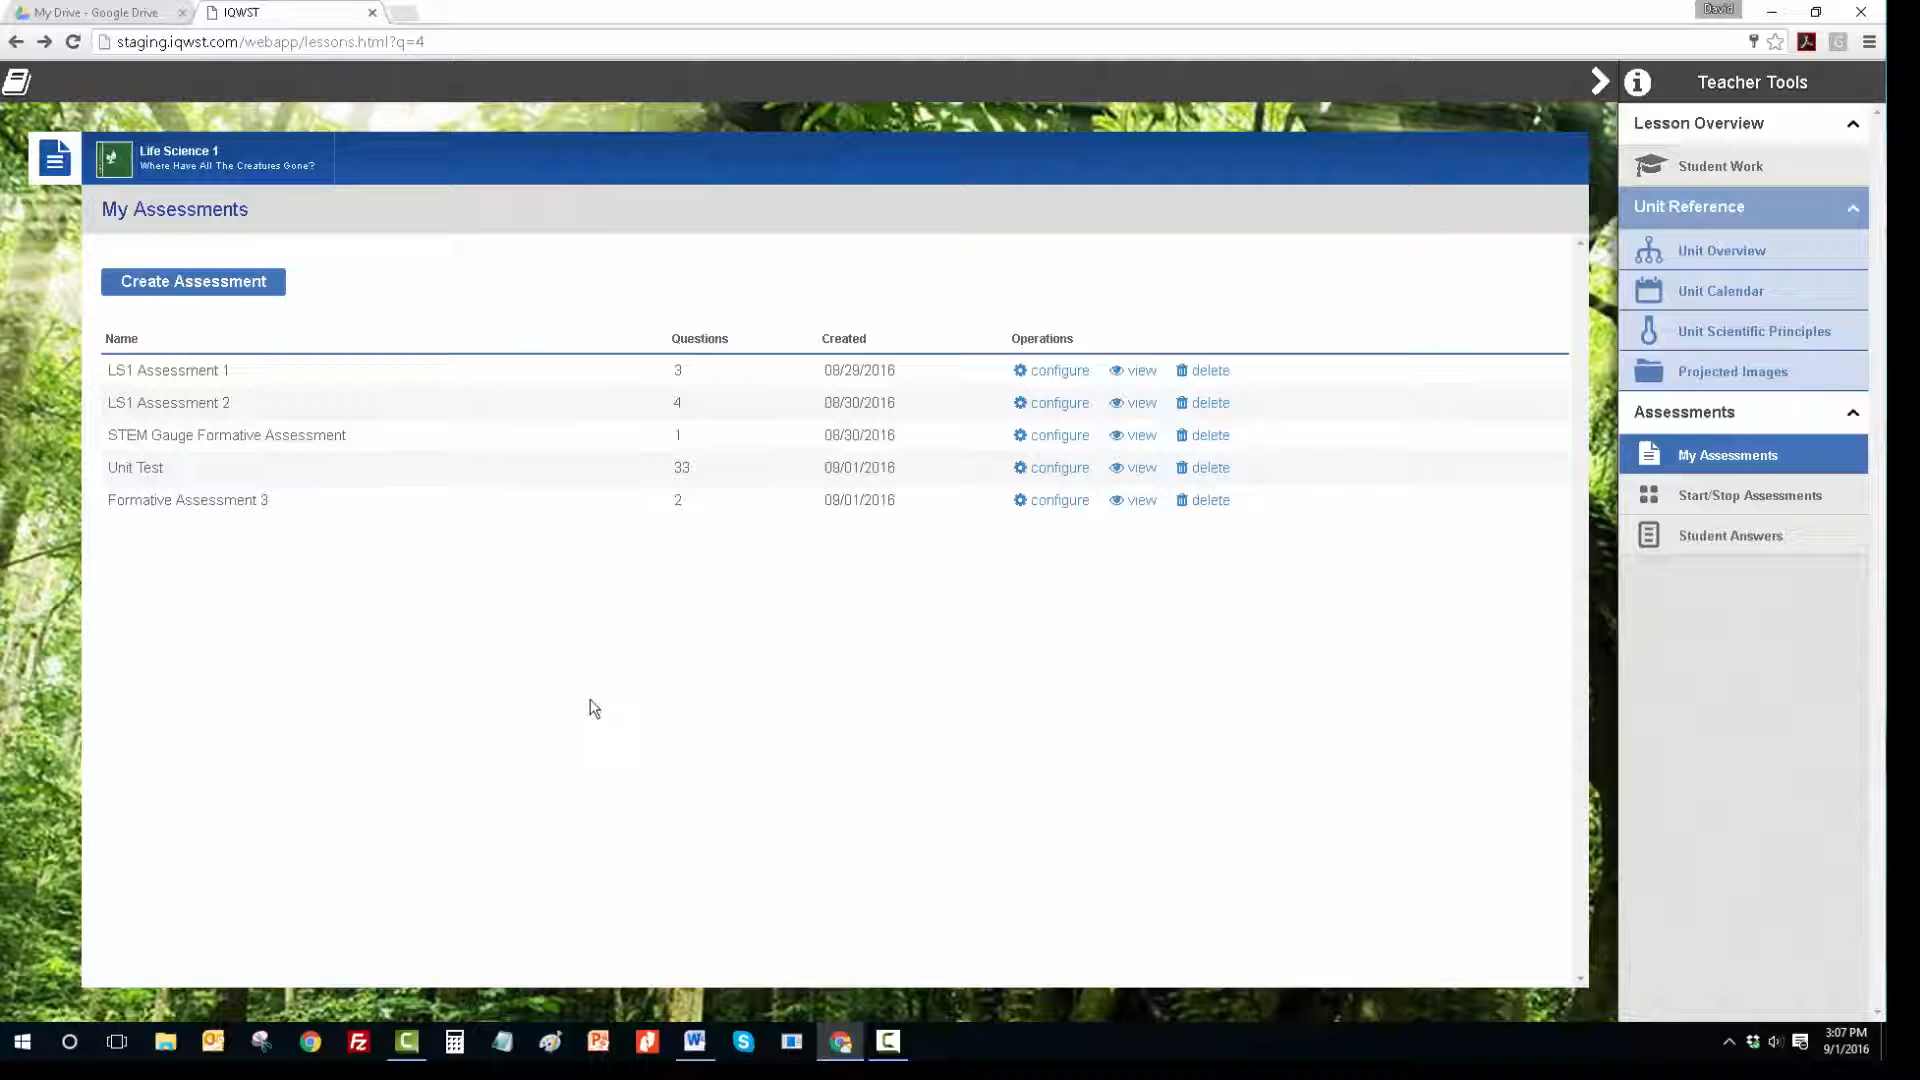 My Drive - Google Drive
IQWST
David
staging.iqwst.com/webapp/lessons.html?q=4
Teacher Tools
Life Science 1
Where Have All The Creatures Gone?
My Assessments
Create Assessment
Name Questions Created Operations
LS1 Assessment 1 3 08/29/2016 configure view delete
LS1 Assessment 2 4 08/30/2016 configure view delete
STEM Gauge Formative Assessment 1 08/30/2016 configure view delete
Unit Test 33 09/01/2016 configure view delete
Formative Assessment 3 2 09/01/2016 configure view delete
Lesson Overview
Student Work
Unit Reference
Unit Overview
Unit Calendar
Unit Scientific Principles
Projected Images
Assessments
My Assessments
Start/Stop Assessments
Student Answers
3:07 PM
9/1/2016